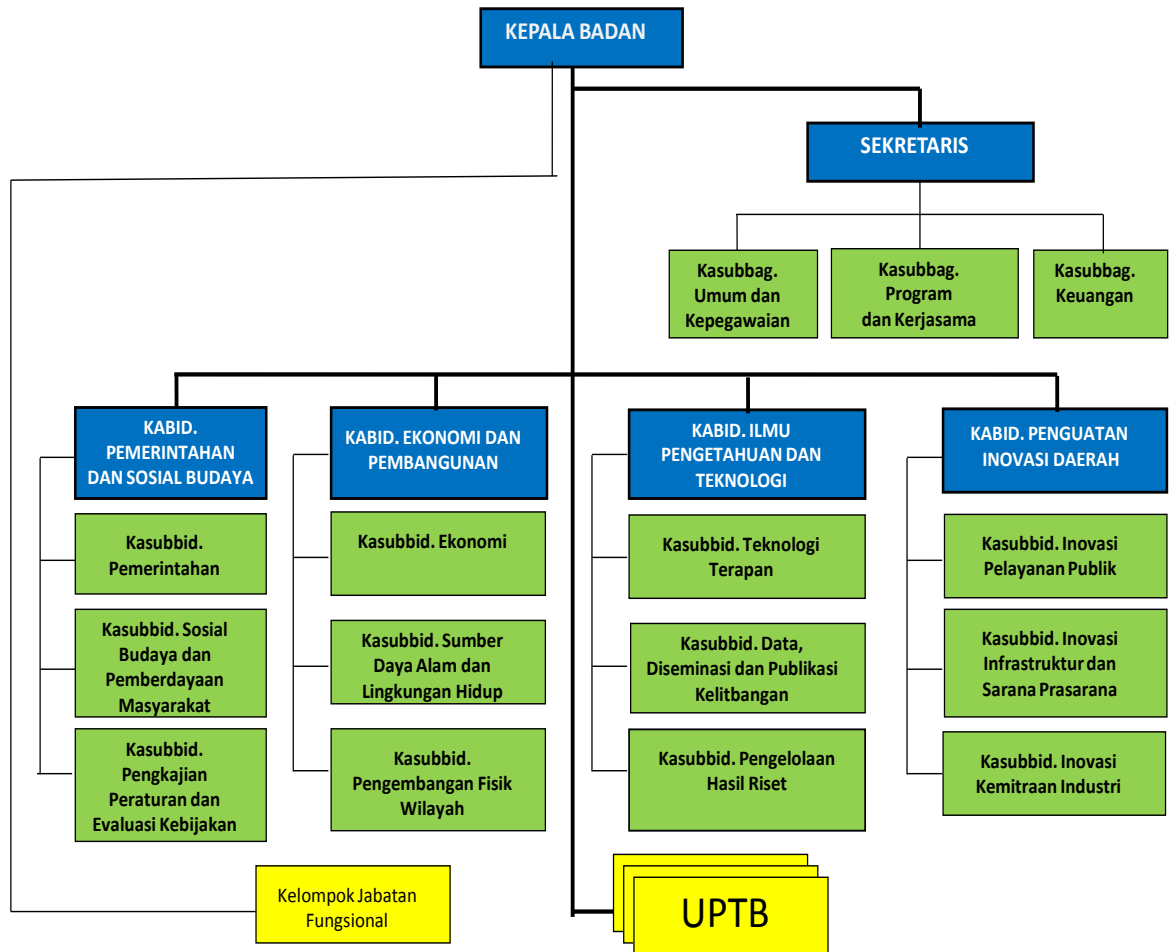 KEPALA BADAN
SEKRETARIS
Kasubbag.
Umum dan
Kepegawaian
Kasubbag.
Program
dan Kerjasama
Kasubbag.
Keuangan
KABID.
PEMERINTAHAN
DAN SOSIAL BUDAYA
Kasubbid.
Pemerintahan
Kasubbid. Sosial
Budaya dan
Pemberdayaan
Masyarakat
Kasubbid.
Pengkajian
Peraturan dan
Evaluasi Kebijakan
KABID. EKONOMI DAN
PEMBANGUNAN
Kasubbid. Ekonomi
Kasubbid. Sumber
Daya Alam dan
Lingkungan Hidup
Kasubbid.
Pengembangan Fisik
Wilayah
KABID. ILMU
PENGETAHUAN DAN
TEKNOLOGI
Kasubbid. Teknologi
Terapan
Kasubbid. Data,
Diseminasi dan Publikasi
Kelitbangan
Kasubbid. Pengelolaan
Hasil Riset
KABID. PENGUATAN
INOVASI DAERAH
Kasubbid. Inovasi
Pelayanan Publik
Kasubbid. Inovasi
Infrastruktur dan
Sarana Prasarana
Kasubbid. Inovasi
Kemitraan Industri
Kelompok Jabatan
Fungsional
UPTB